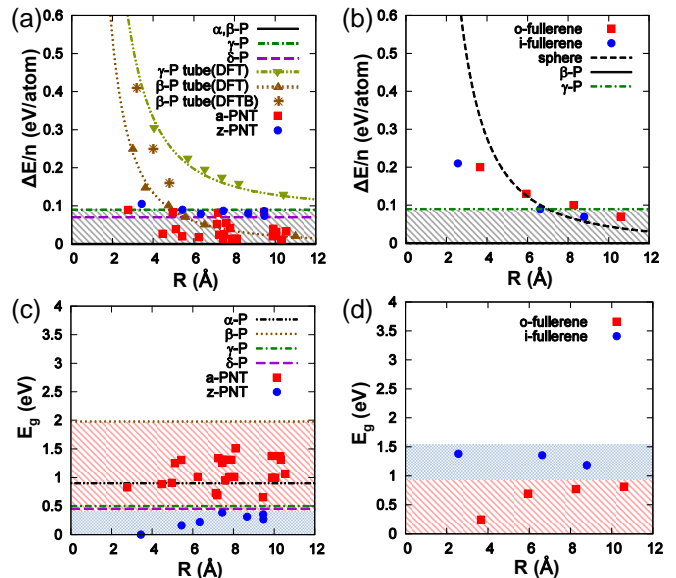 (a)
ΔE/n (eV/atom)
0.6
0.5
0.4
0.3
0.2
0.1
0
α,β-P
γ-P
δ-P
γ-P tube(DFT)
β-P tube(DFT)
β-P tube(DFTB)
a-PNT
z-PNT
0 2 4 6 8 10 12
R (Å)
(b)
ΔE/n (eV/atom)
0.6
0.5
0.4
0.3
0.2
0.1
0
o-fullerene
i-fullerene
sphere
β-P
γ-P
0 2 4 6 8 10 12
R (Å)
(c)
Eg (eV)
4
3.5
3
2.5
2
1.5
1
0.5
0
α-P
β-P
γ-P
δ-P
a-PNT
z-PNT
0 2 4 6 8 10 12
R (Å)
(d)
Eg (eV)
4
3.5
3
2.5
2
1.5
1
0.5
0
o-fullerene
i-fullerene
0 2 4 6 8 10 12
R (Å)